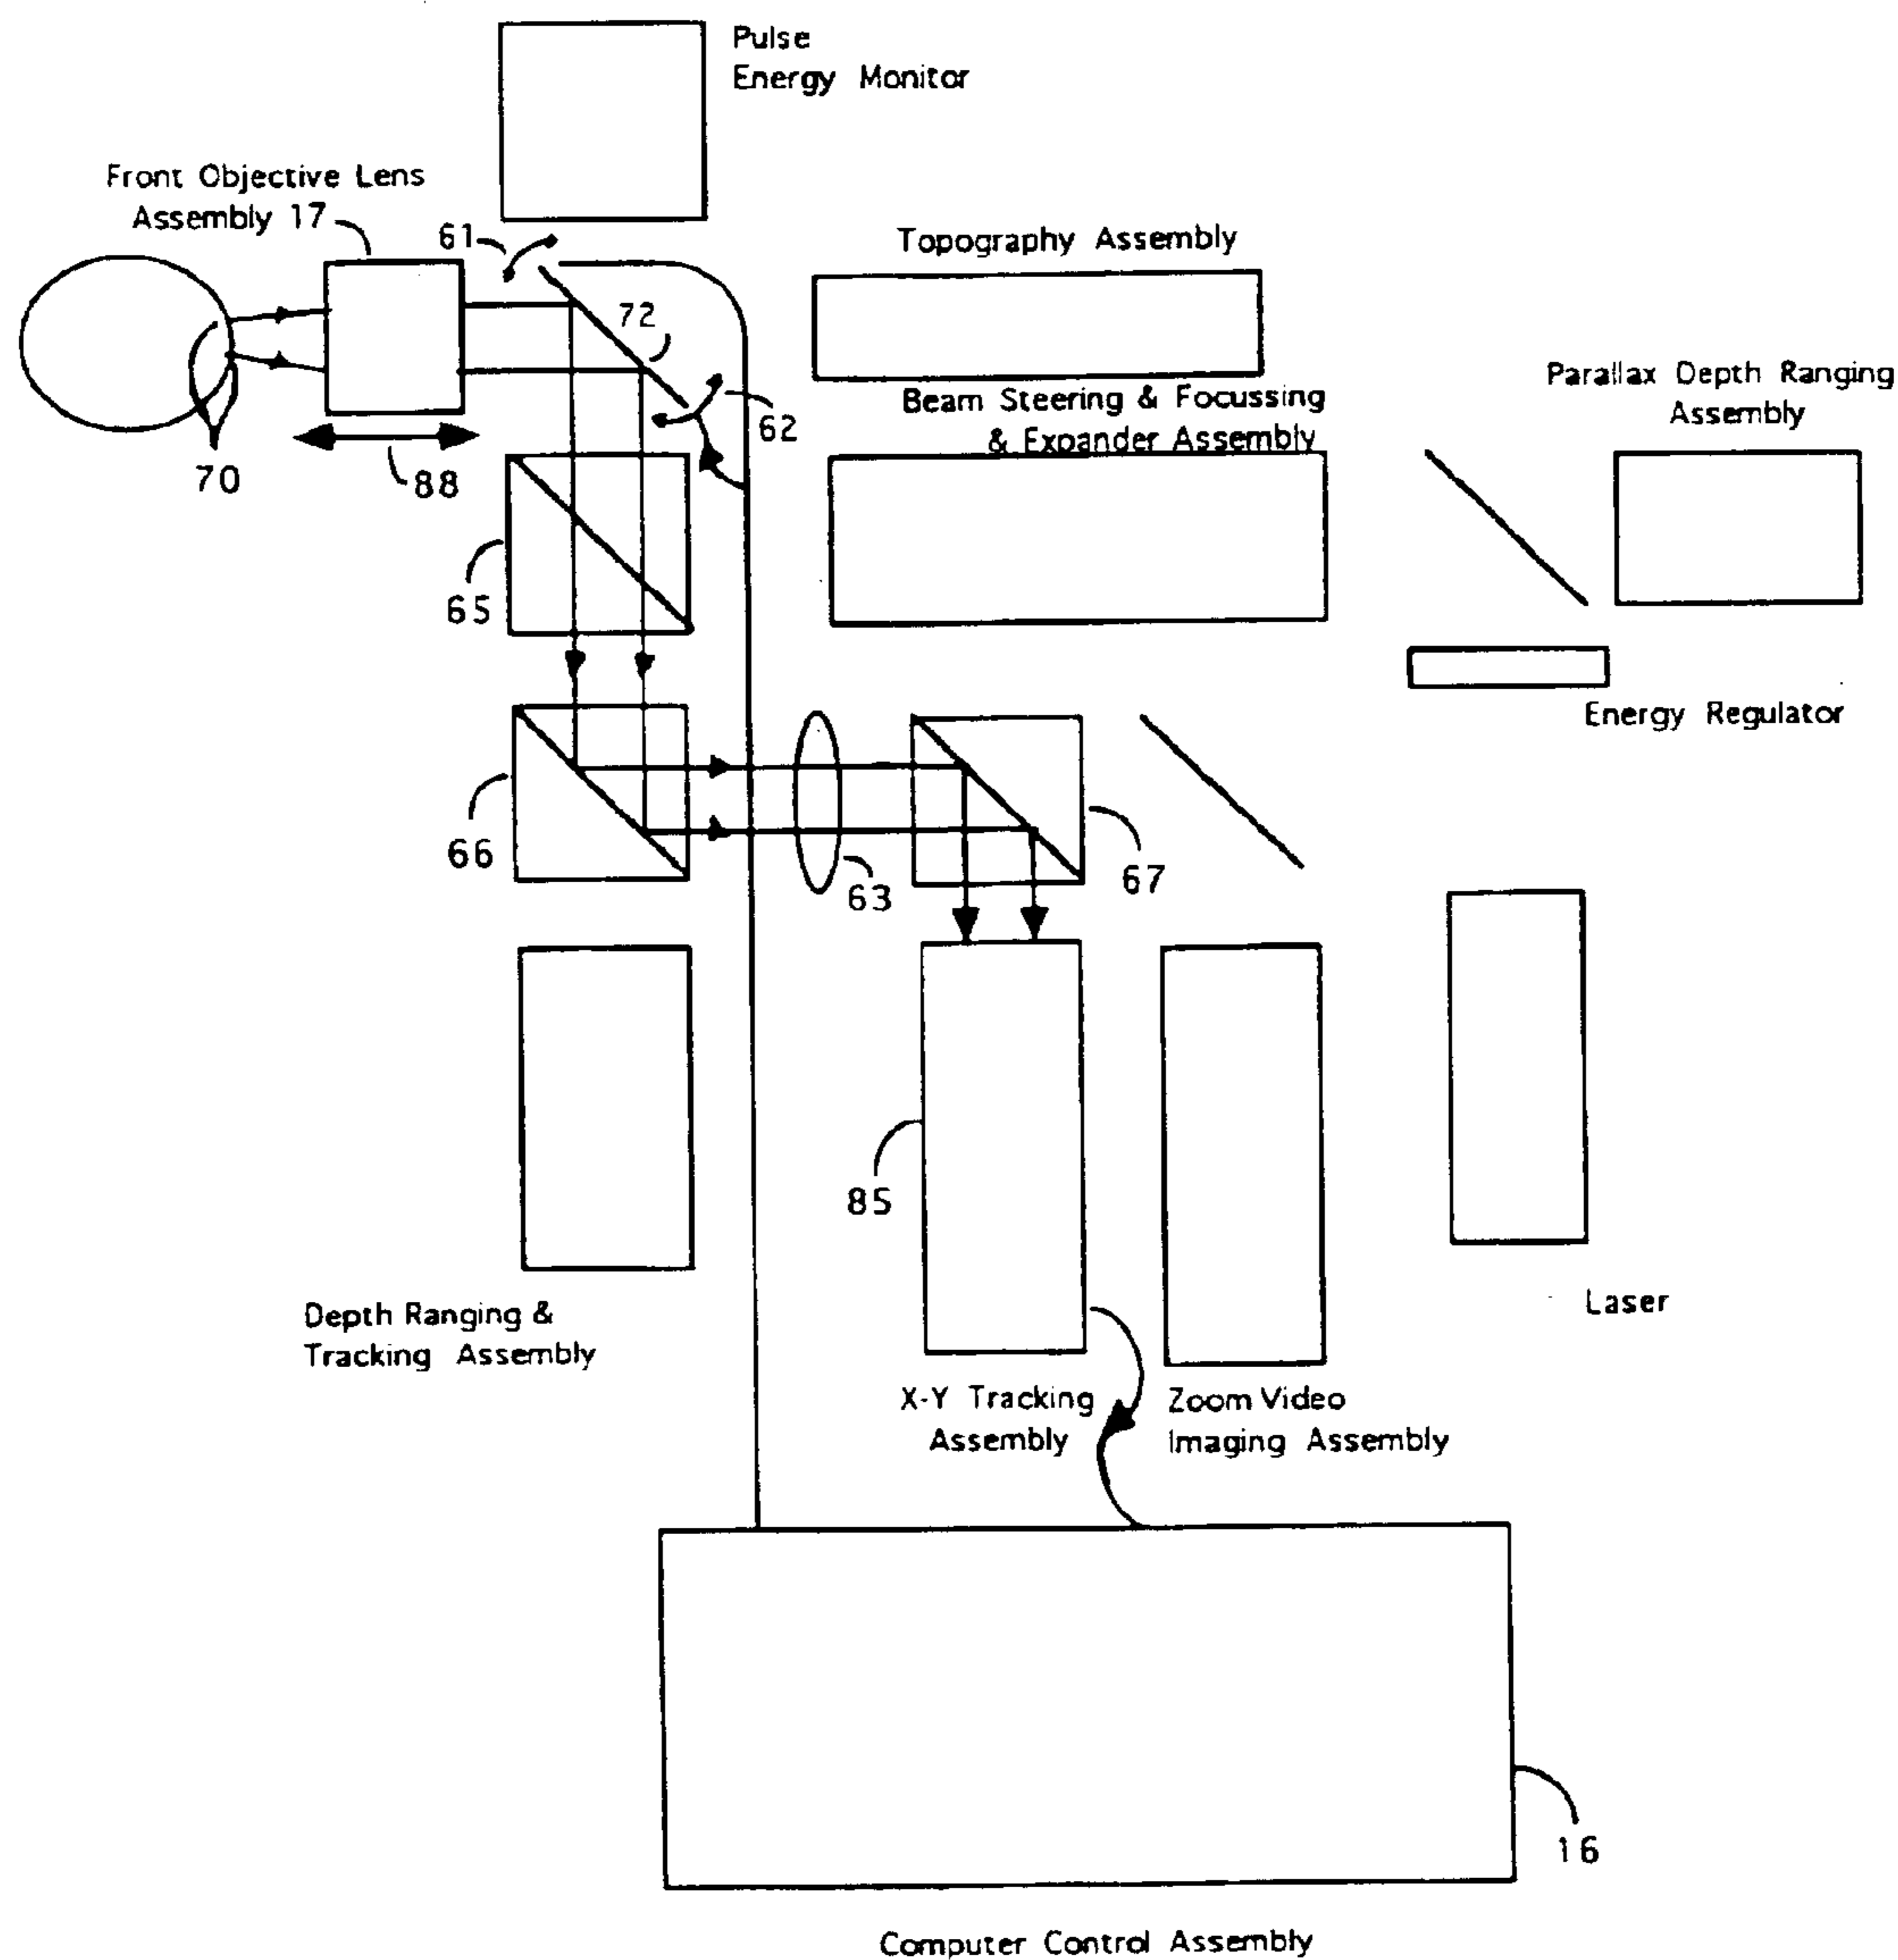 Pulse
Energy Monitor
Front Objective Lens
Assembly 17
61
Topography Assembly
72
Parallax Depth Ranging
Assembly
Beam Steering & Focussing
& Expander Assembly
62
70
88
65
Energy Regulator
66
63
67
85
Laser
Depth Ranging &
Tracking Assembly
X-Y Tracking
Assembly
Zoom Video
Imaging Assembly
16
Computer Control Assembly